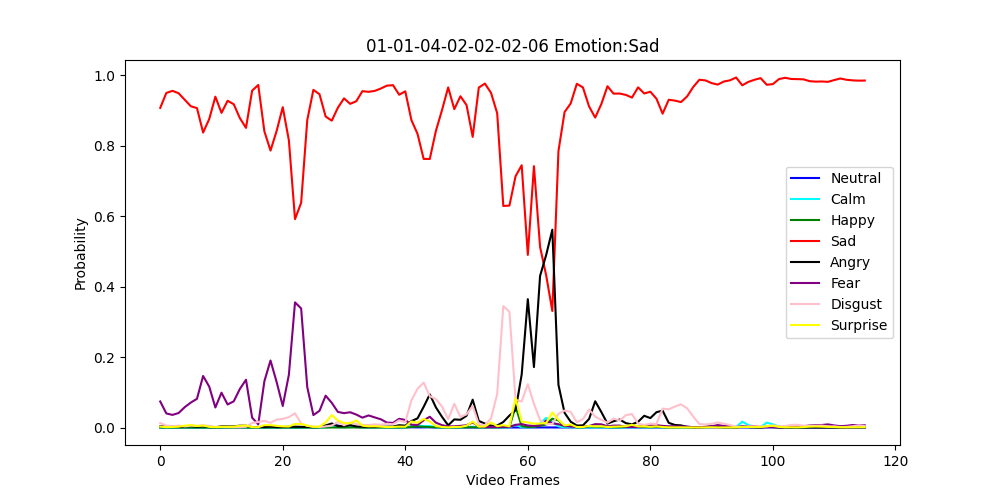 01-01-04-02-02-02-06 Emotion:Sad
Probability
1.0
0.8
0.6
0.4
0.2
0.0
Neutral
Calm
Happy
Sad
Angry
Fear
Disgust
Surprise
0 20 40 60 80 100 120
Video Frames